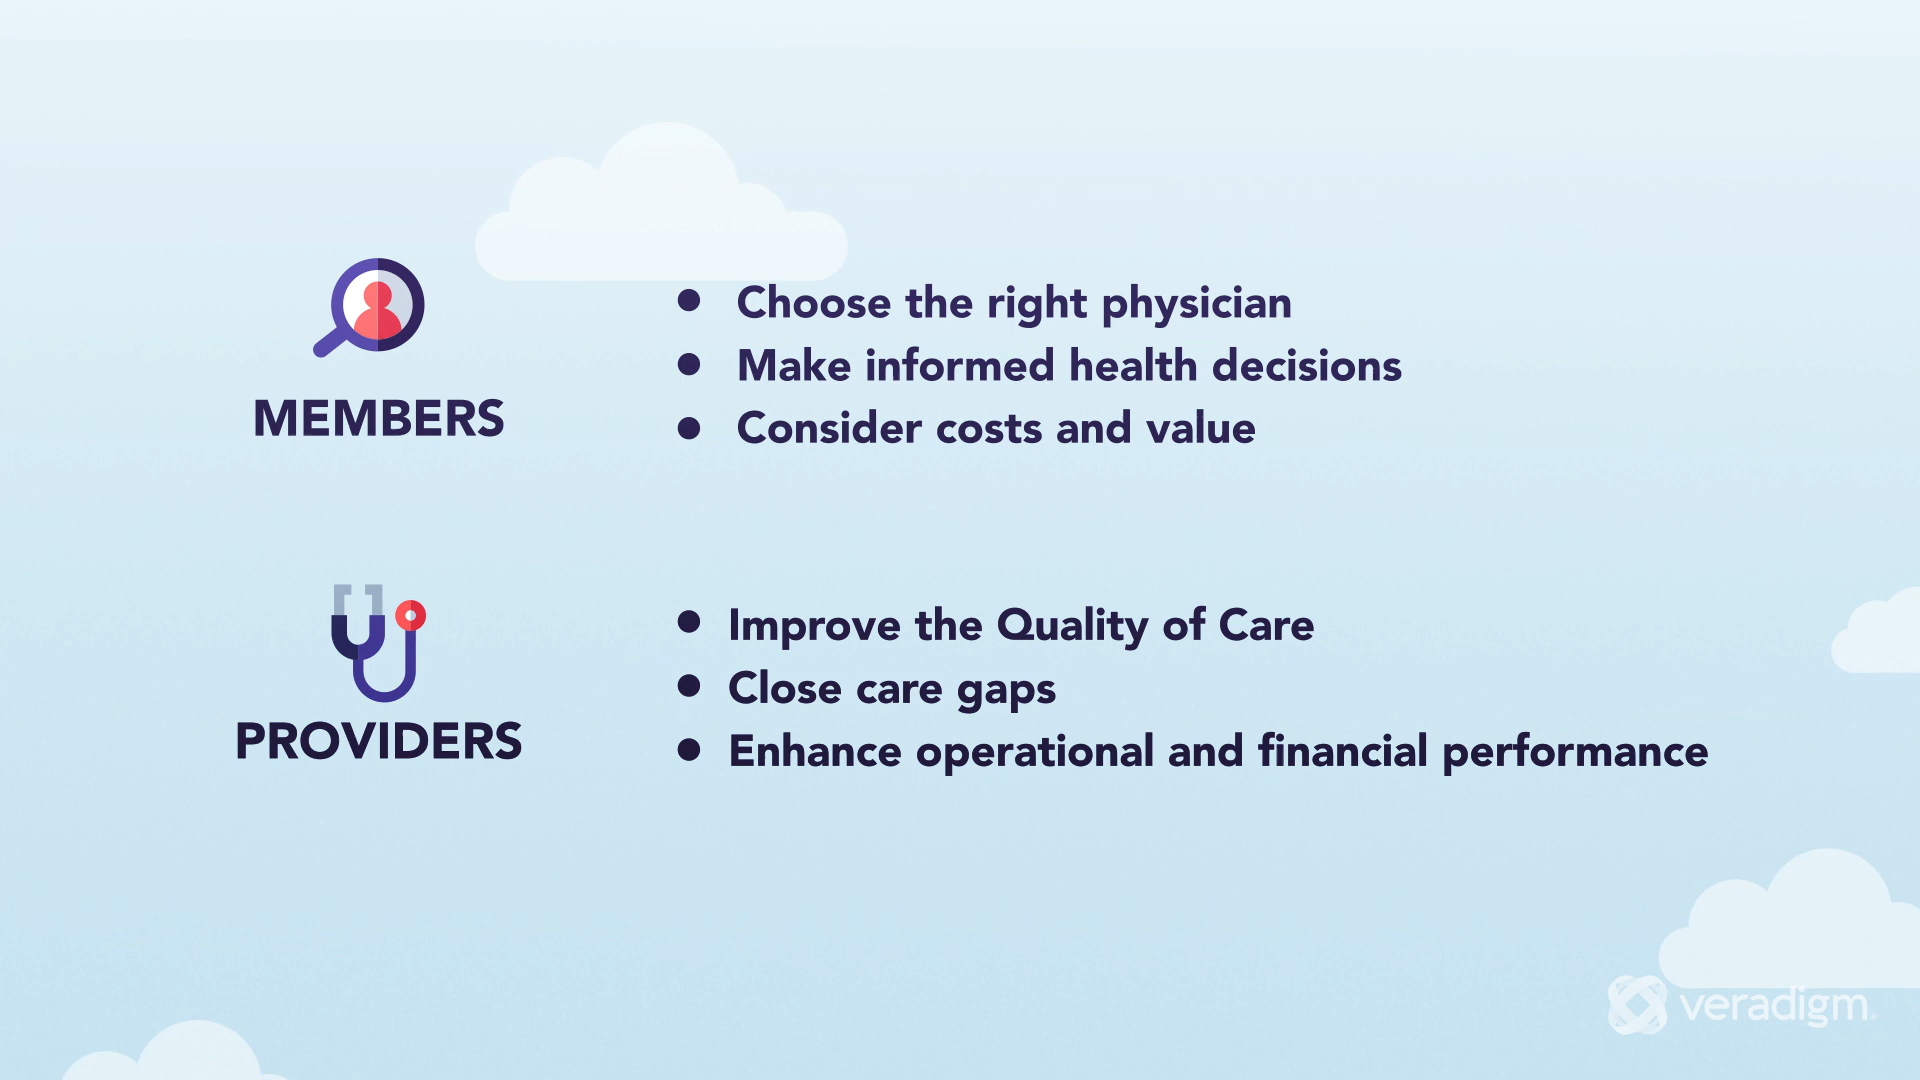 MEMBERS
● Choose the right physician
● Make informed health decisions
● Consider costs and value
PROVIDERS
● Improve the Quality of Care
● Close care gaps
● Enhance operational and financial performance
veradigm.